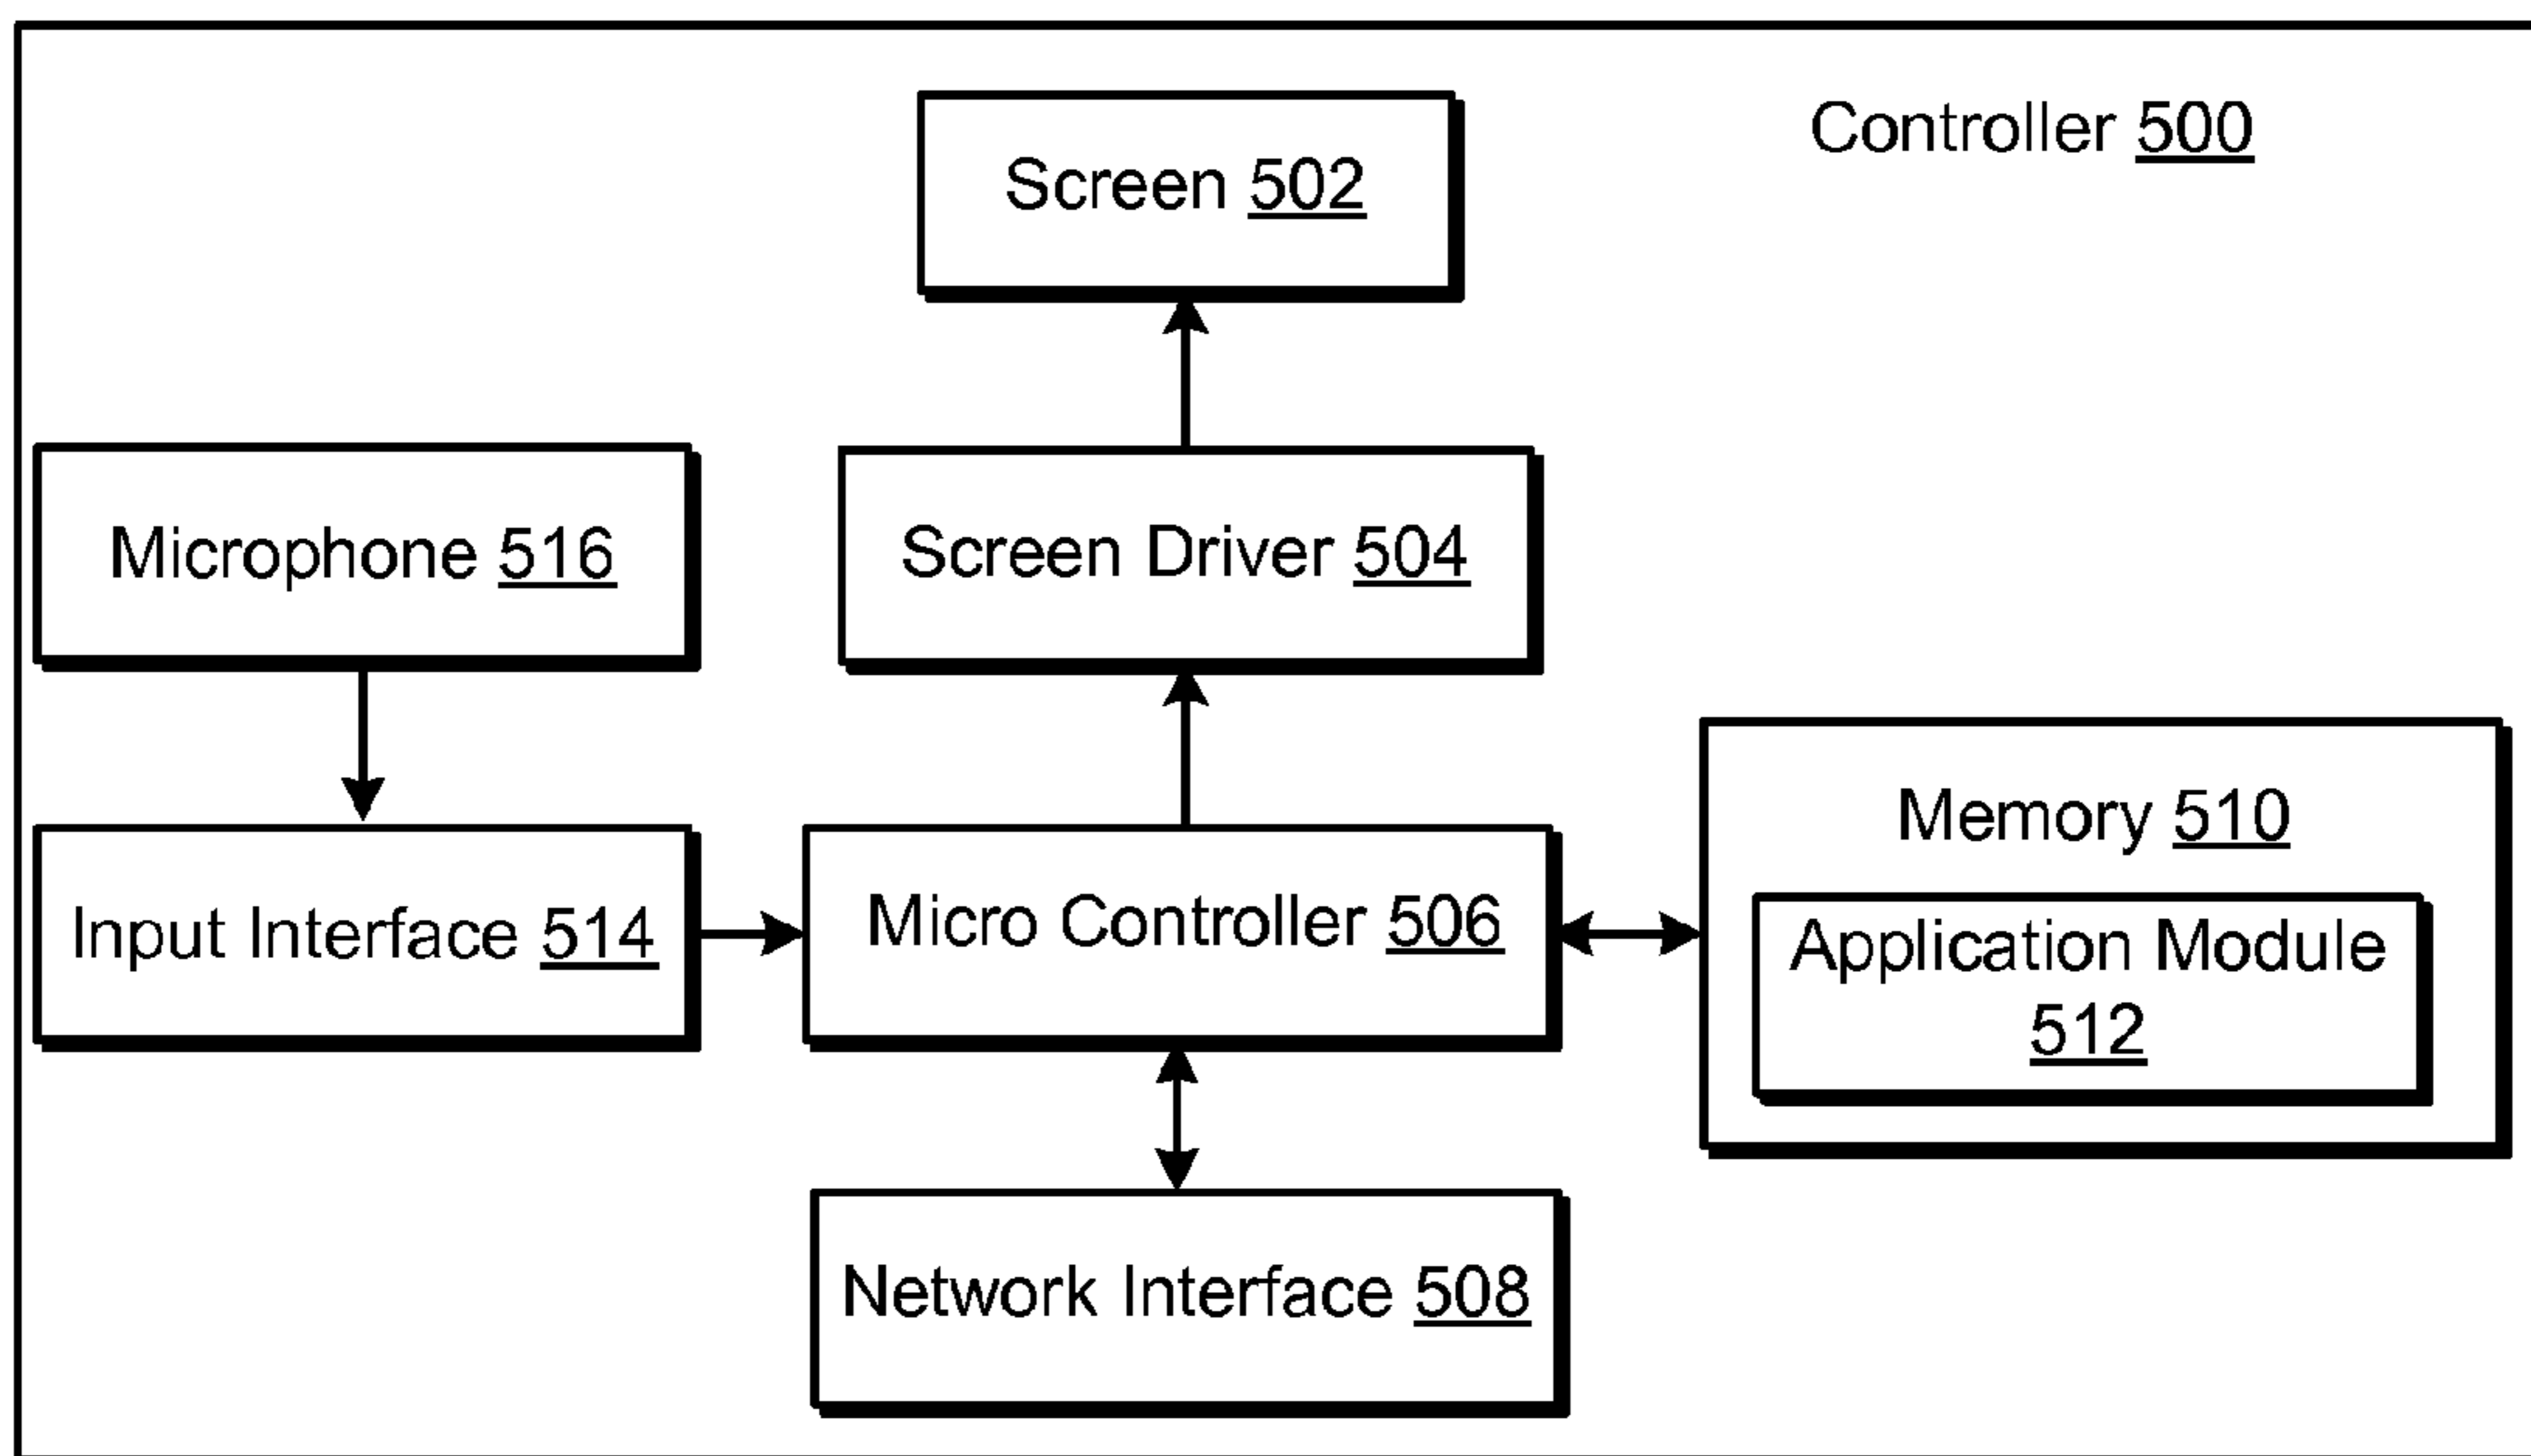 Controller 500
Screen 502
Microphone 516
Screen Driver 504
Memory 510
Input Interface 514
Micro Controller 506
Application Module
512
Network Interface 508